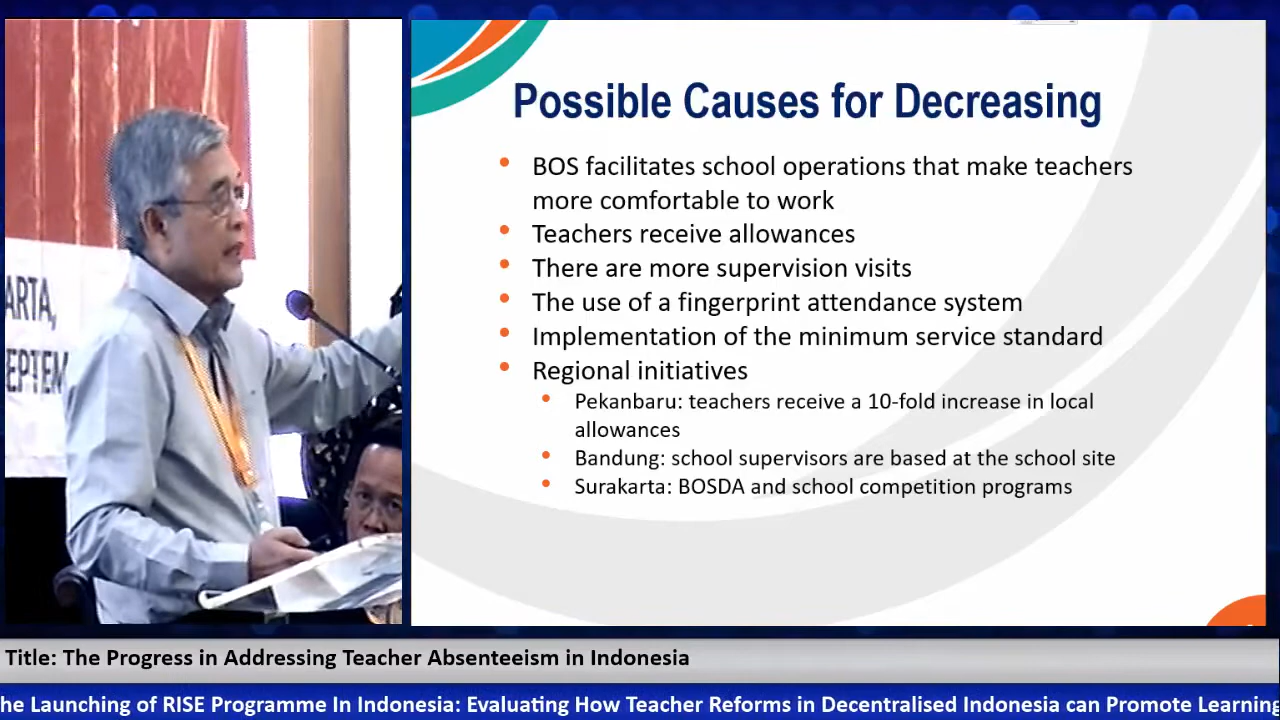 ARTA,
Possible Causes for Decreasing
• BOS facilitates school operations that make teachers
more comfortable to work
• Teachers receive allowances
• There are more supervision visits
• The use of a fingerprint attendance system
• Implementation of the minimum service standard
• Regional initiatives
• Pekanbaru: teachers receive a 10-fold increase in local
allowances
• Bandung: school supervisors are based at the school site
• Surakarta: BOSDA and school competition programs
EPTEM
Title: The Progress in Addressing Teacher Absenteeism in Indonesia
he Launching of RISE Programme In Indonesia: Evaluating How Teacher Reforms in Decentralised Indonesia can Promote Learning